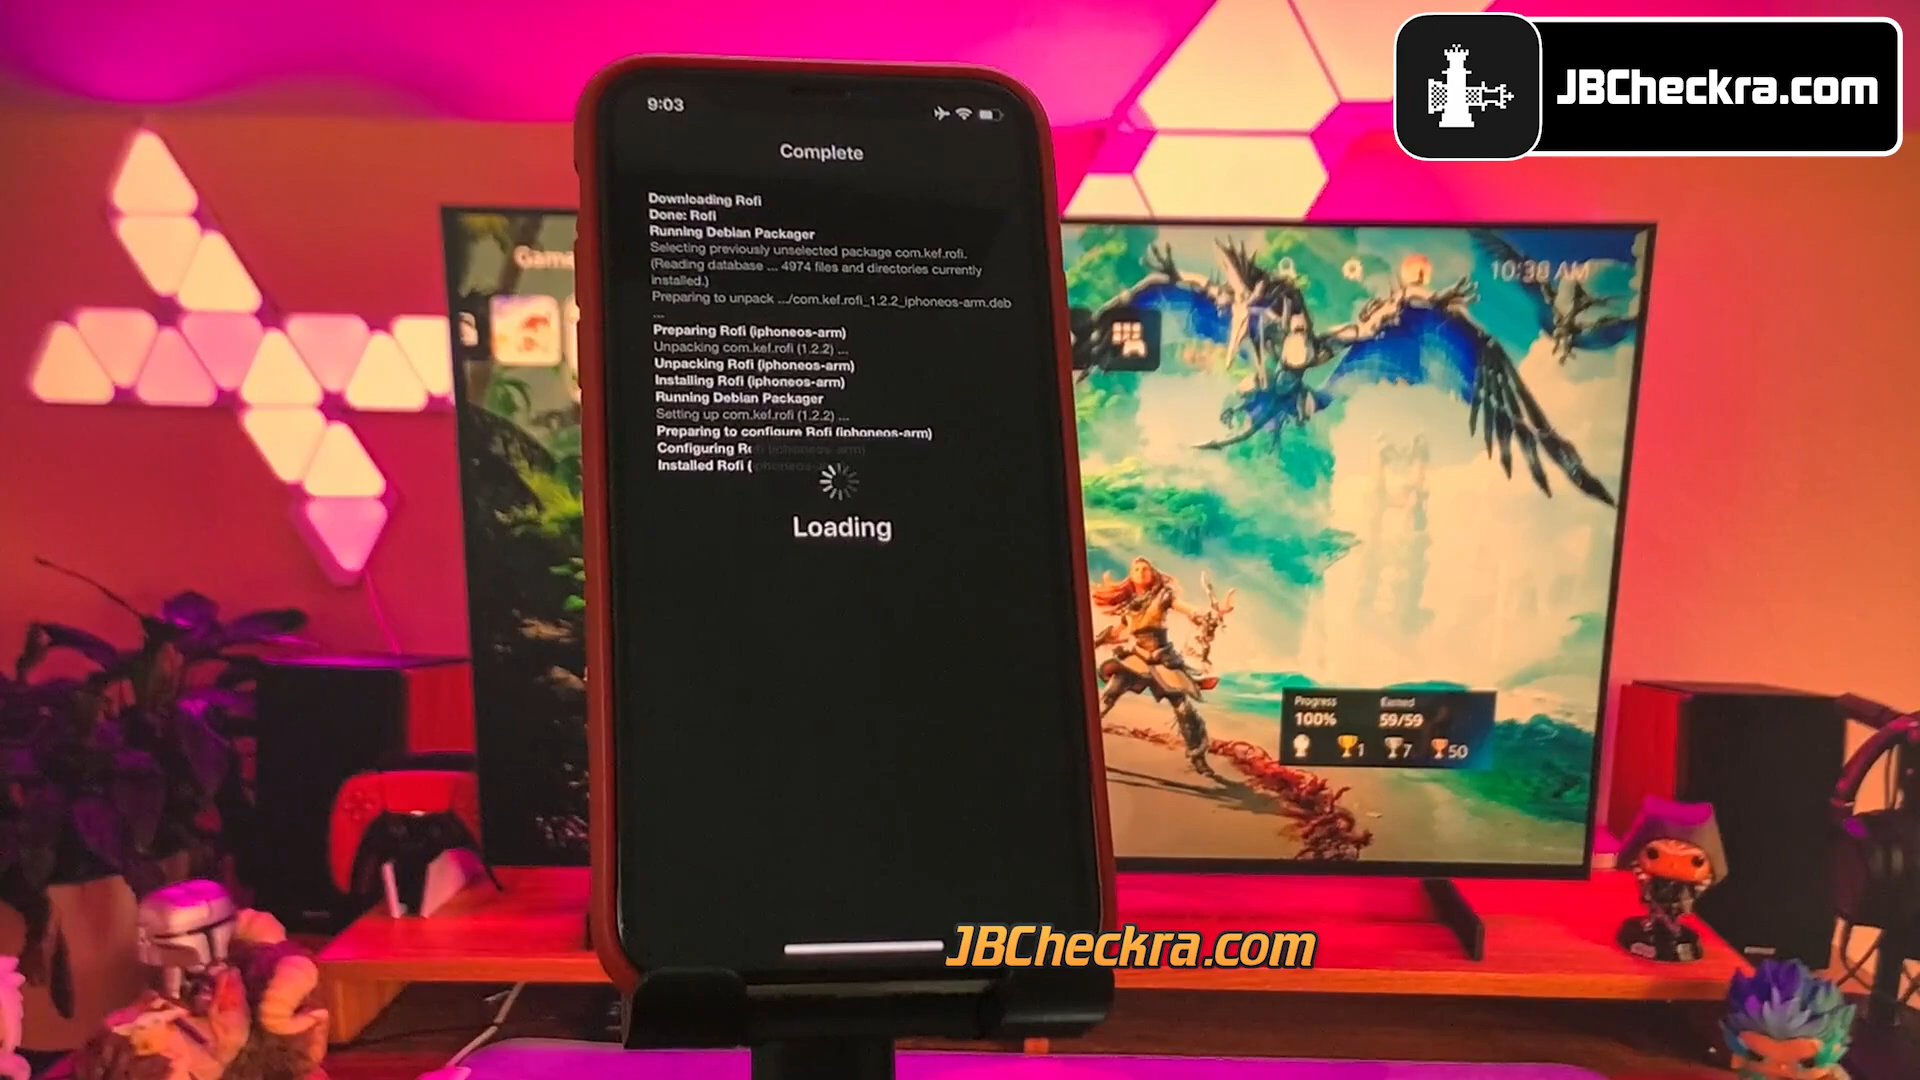 JBCheckra.com
9:03
Complete
Downloading Rofi
Done: Rofi
Running Debian Packager
Selecting previously unselected package com.kef.rofi.
(Reading database ... 4974 files and directories currently
installed.)
Preparing to unpack .../com.kef.rofi_1.2.2_iphoneos-arm.deb
...
Preparing Rofi (iphoneos-arm)
Unpacking com.kef.rofi (1.2.2) ...
Unpacking Rofi (iphoneos-arm)
Installing Rofi (iphoneos-arm)
Running Debian Packager
Setting up com.kef.rofi (1.2.2) ...
Preparing to configure Rofi (iphoneos-arm)
Configuring Rofi (iphoneos-arm)
Installed Rofi (iphoneos-a
Loading
10:38 AM
Progress
Earned
100%
59/59
1
7
50
JBCheckra.com